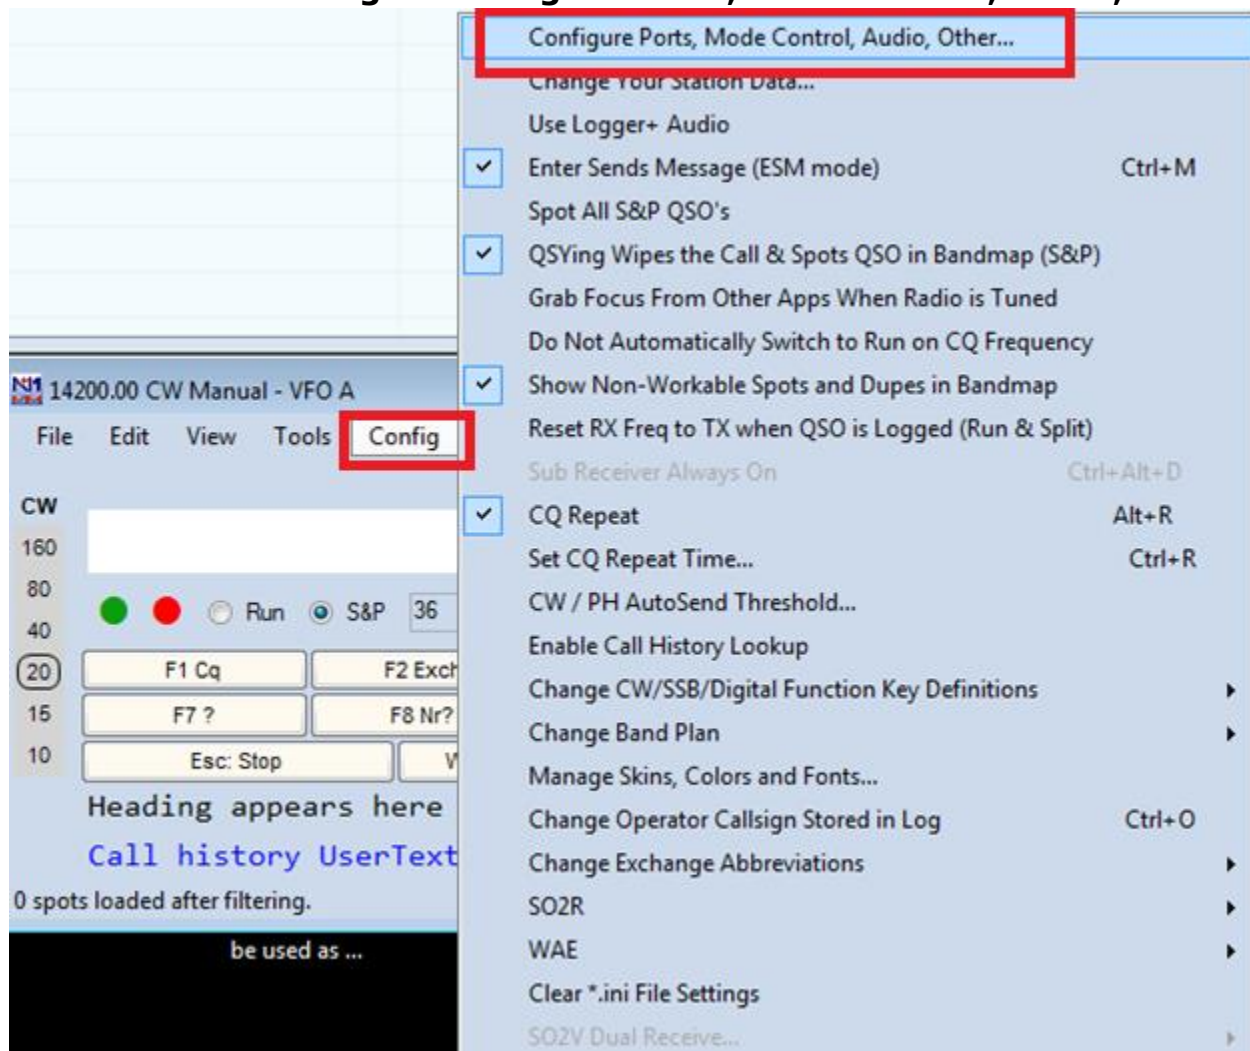 Configure Ports, Mode Control, Audio, Other...
Change Your Station Data...
Use Logger+ Audio
Enter Sends Message (ESM mode) Ctrl+M
Spot All S&P QSO's
QSYing Wipes the Call & Spots QSO in Bandmap (S&P)
Grab Focus From Other Apps When Radio is Tuned
Do Not Automatically Switch to Run on CQ Frequency
Show Non-Workable Spots and Dupes in Bandmap
Reset RX Freq to TX when QSO is Logged (Run & Split)
Sub Receiver Always On Ctrl+Alt+D
CQ Repeat Alt+R
Set CQ Repeat Time... Ctrl+R
CW / PH AutoSend Threshold...
Enable Call History Lookup
Change CW/SSB/Digital Function Key Definitions
Change Band Plan
Manage Skins, Colors and Fonts...
Change Operator Callsign Stored in Log Ctrl+O
Change Exchange Abbreviations
SO2R
WAE
Clear *.ini File Settings
SO2V Dual Receive...
N1 14200.00 CW Manual - VFO A
File Edit View Tools Config
CW
160
80
40
20
15
10
Run S&P 36
F1 Cq F2 Exch
F7 ? F8 Nr?
Esc: Stop
Heading appears here
Call history UserText
0 spots loaded after filtering.
be used as ...